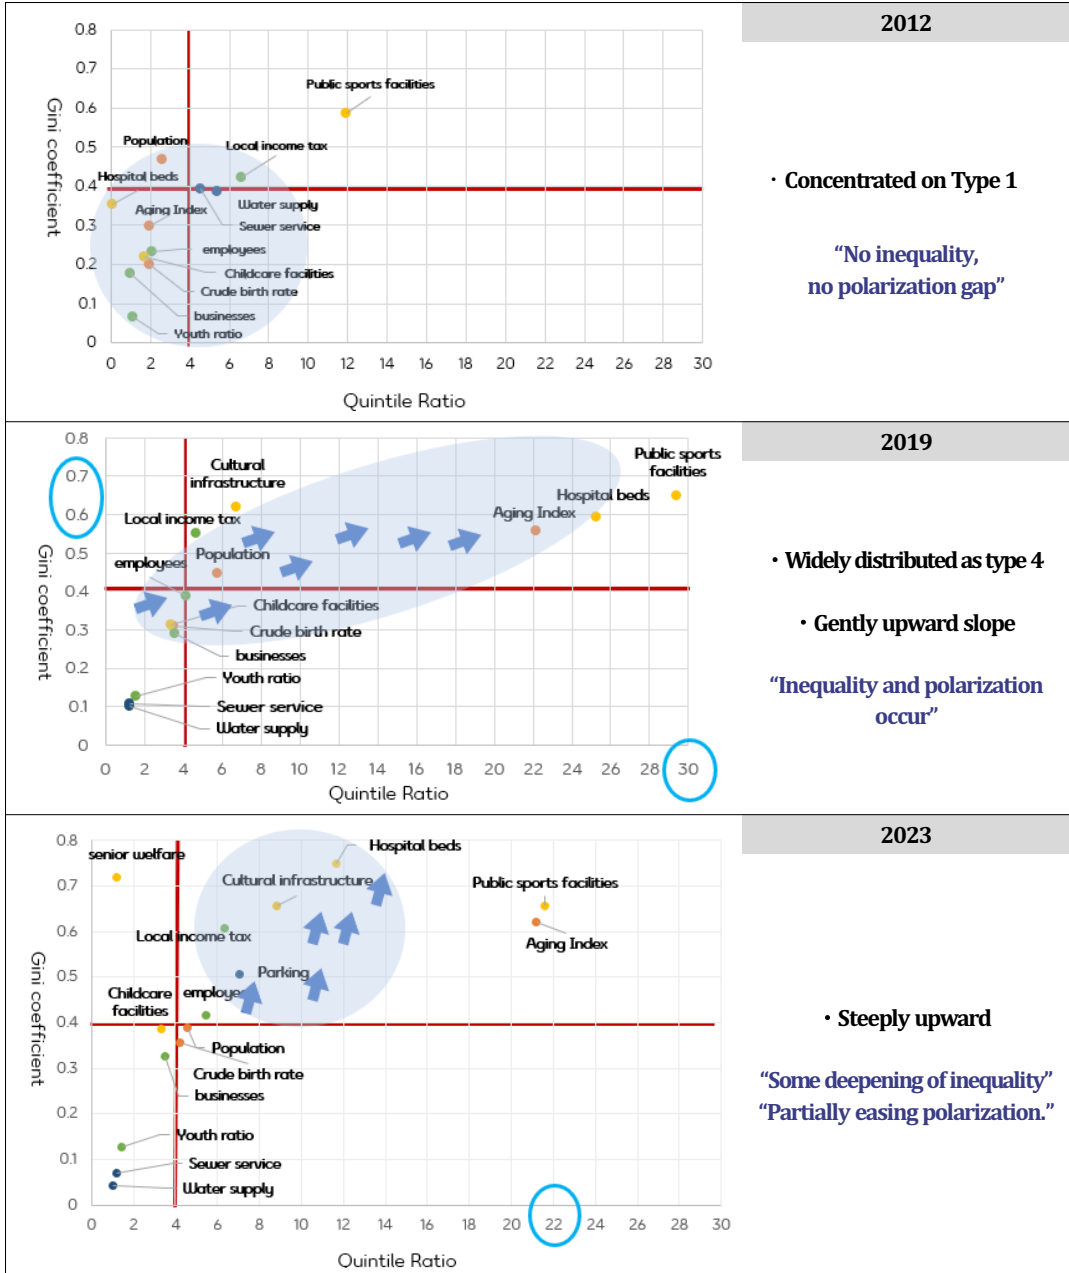 2012
0.8
0.7
0.6
0.5
0.4
0.3
0.2
0.1
0
Gini coefficient
Public sports facilities
Population
Local income tax
Hospital beds
Aging Index
Water supply
Sewer service
employees
Childcare facilities
Crude birth rate
businesses
Youth ratio
0 2 4 6 8 10 12 14 16 18 20 22 24 26 28 30
Quintile Ratio
· Concentrated on Type 1
“No inequality,
no polarization gap”
2019
0.8
0.7
0.6
0.5
0.4
0.3
0.2
0.1
0
Gini coefficient
Cultural
infrastructure
Public sports
facilities
Hospital beds
Aging Index
Local income tax
Population
employees
Childcare facilities
Crude birth rate
businesses
Youth ratio
Sewer service
Water supply
0 2 4 6 8 10 12 14 16 18 20 22 24 26 28 30
Quintile Ratio
· Widely distributed as type 4
· Gently upward slope
“Inequality and polarization
occur”
2023
0.8
0.7
0.6
0.5
0.4
0.3
0.2
0.1
0
Gini coefficient
senior welfare
Hospital beds
Cultural infrastructure
Public sports facilities
Local income tax
Aging Index
Parking
Childcare
facilities
employees
Population
Crude birth rate
businesses
Youth ratio
Sewer service
Water supply
0 2 4 6 8 10 12 14 16 18 20 22 24 26 28 30
Quintile Ratio
· Steeply upward
“Some deepening of inequality”
“Partially easing polarization.”